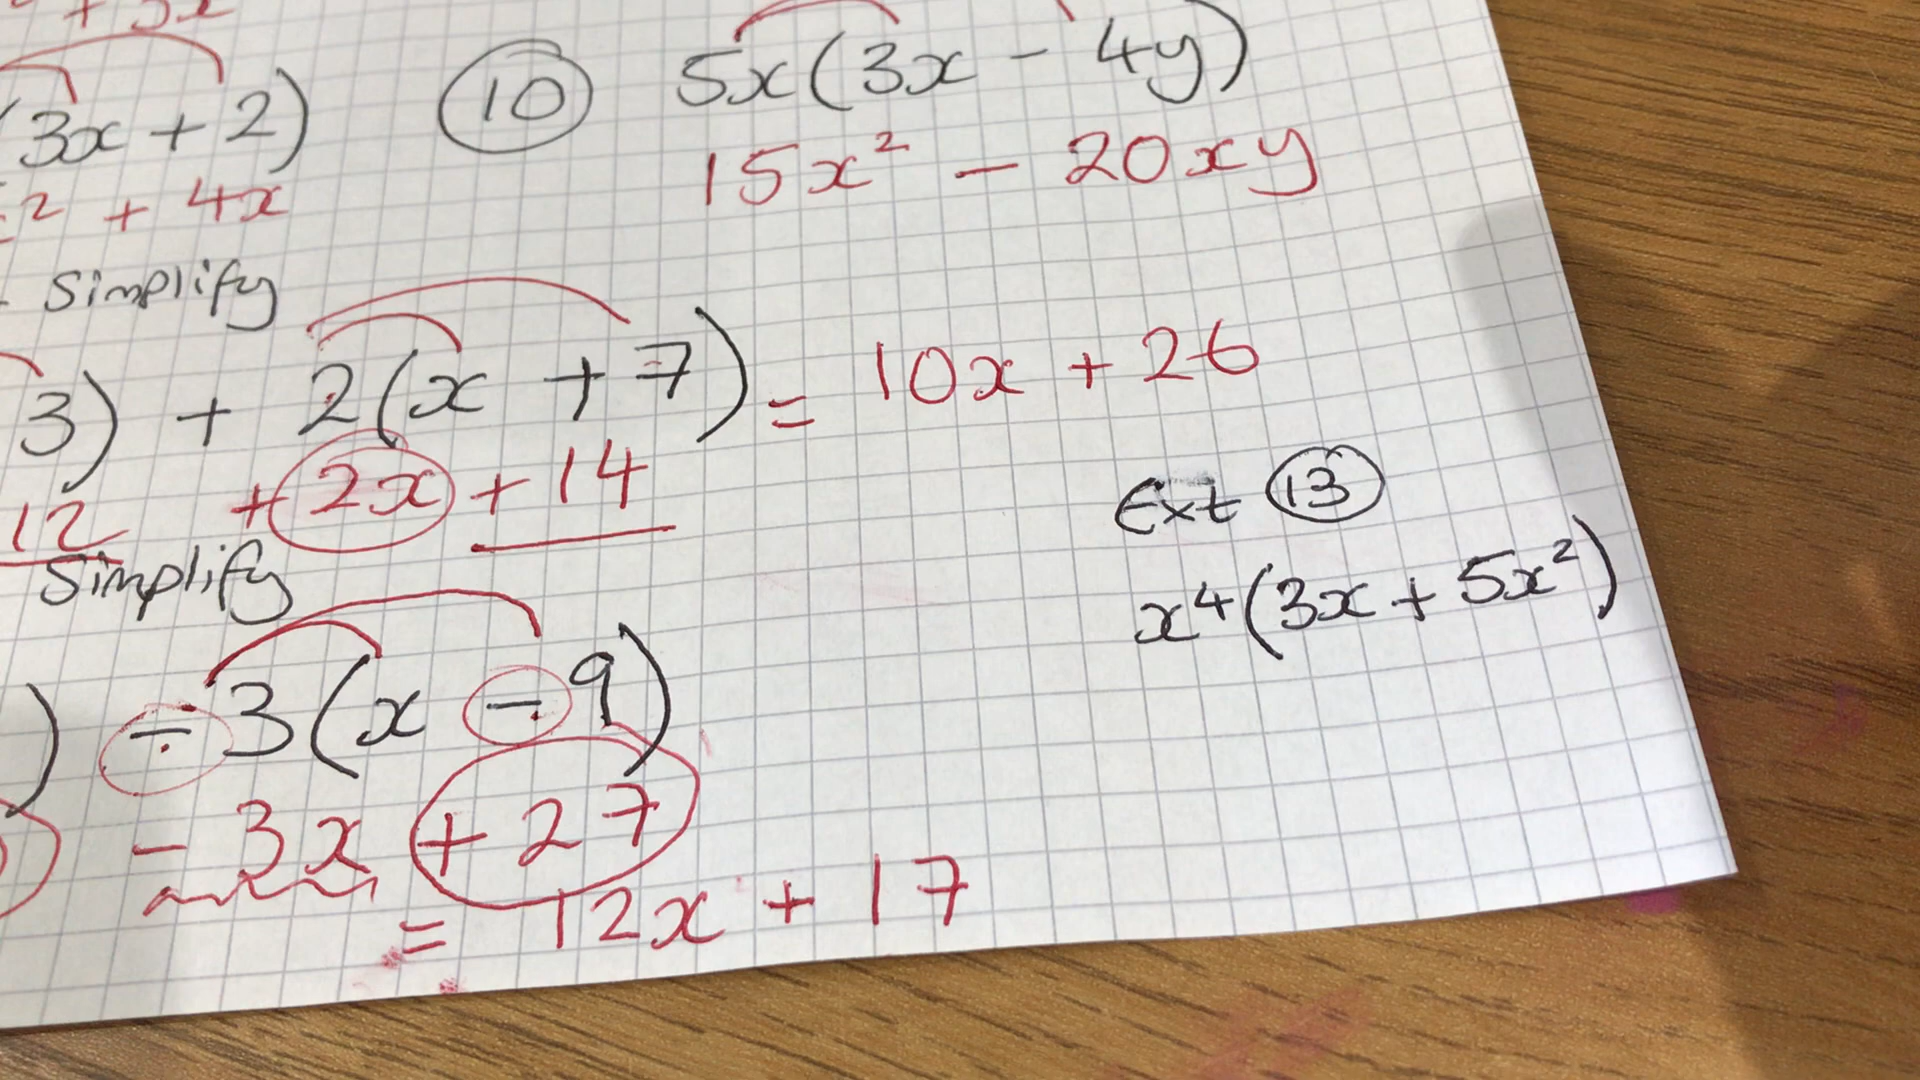 (3x + 2)
² + 4x
10 5x(3x - 4y)
15x² - 20xy
Simplify
3) + 2(x + 7) = 10x + 26
12 + 2x + 14
Simplify
) - 3(x - 9)
- 3x + 27
= 12x + 17
Ext 13
x⁴(3x + 5x²)